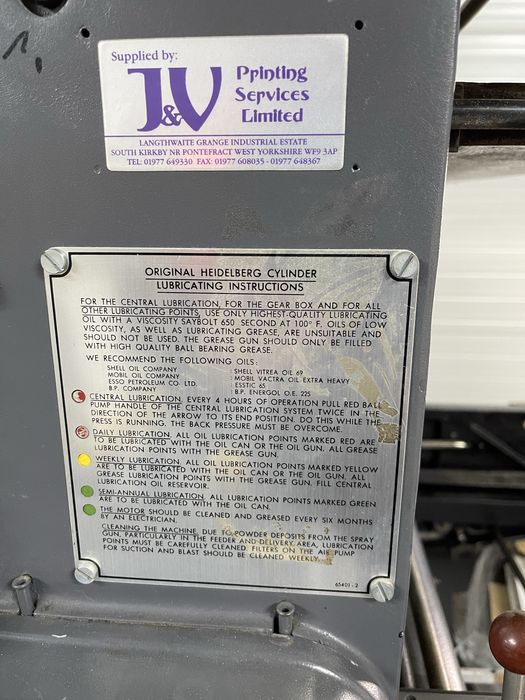 Supplied by:
J&V Printing
Services
Limited
LANGTHWAITE GRANGE INDUSTRIAL ESTATE
SOUTH KIRKBY NR PONTEFRACT WEST YORKSHIRE WF9 3AP
TEL: 01977 649330 FAX: 01977 608035 - 01977 648367
ORIGINAL HEIDELBERG CYLINDER
LUBRICATING INSTRUCTIONS
FOR THE CENTRAL LUBRICATION, FOR THE GEAR BOX AND FOR ALL
OTHER LUBRICATING POINTS, USE ONLY HIGHEST-QUALITY LUBRICATING
OIL WITH A VISCOSITY SAYBOLT 650 SECOND AT 100° F. OILS OF LOW
VISCOSITY, AS WELL AS LUBRICATING GREASE, ARE UNSUITABLE AND
SHOULD NOT BE USED. THE GREASE GUN SHOULD ONLY BE FILLED
WITH HIGH QUALITY BALL BEARING GREASE.
WE RECOMMEND THE FOLLOWING OILS:
SHELL OIL COMPANY : SHELL VITREA OIL 69
MOBIL OIL COMPANY : MOBIL VACTRA OIL EXTRA HEAVY
ESSO PETROLEUM CO. LTD. : ESSTIC 65
B.P. COMPANY : B.P. ENERGOL O.E. 225
CENTRAL LUBRICATION. EVERY 4 HOURS OF OPERATION PULL RED BALL
PUMP HANDLE OF THE CENTRAL LUBRICATION SYSTEM TWICE IN THE
DIRECTION OF THE ARROW TO ITS END POSITION. DO THIS WHILE THE
PRESS IS RUNNING. THE BACK PRESSURE MUST BE OVERCOME.
DAILY LUBRICATION. ALL OIL LUBRICATION POINTS MARKED RED ARE
TO BE LUBRICATED WITH THE OIL CAN OR THE OIL GUN. ALL GREASE
LUBRICATION POINTS WITH THE GREASE GUN.
WEEKLY LUBRICATION. ALL OIL LUBRICATION POINTS MARKED YELLOW
ARE TO BE LUBRICATED WITH THE OIL CAN OR THE OIL GUN. ALL
GREASE LUBRICATION POINTS WITH THE GREASE GUN. FILL CENTRAL
LUBRICATION OIL RESERVOIR.
SEMI-ANNUAL LUBRICATION. ALL LUBRICATION POINTS MARKED GREEN
ARE TO BE LUBRICATED WITH THE OIL CAN.
THE MOTOR SHOULD BE CLEANED AND GREASED EVERY SIX MONTHS
BY AN ELECTRICIAN.
CLEANING THE MACHINE. DUE TO POWDER DEPOSITS FROM THE SPRAY
GUN, PARTICULARLY IN THE FEEDER AND DELIVERY AREA, LUBRICATION
POINTS MUST BE CAREFULLY CLEANED. FILTERS ON THE AIR PUMP
FOR SUCTION AND BLAST SHOULD BE CLEANED WEEKLY.
65401 - 2